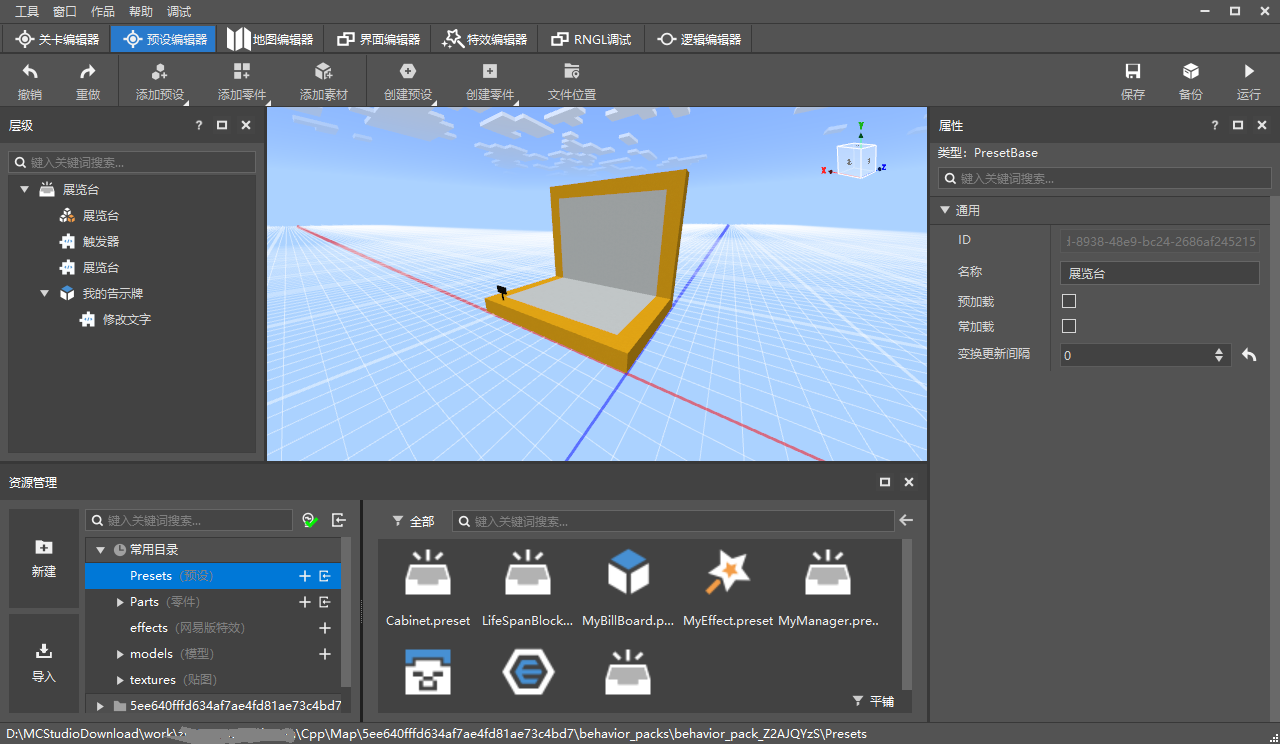 工具 窗口 作品 帮助 调试
关卡编辑器 预设编辑器 地图编辑器 界面编辑器 特效编辑器 RNGL调试 逻辑编辑器
撤销 重做 添加预设 添加零件 添加素材 创建预设 创建零件 文件位置 保存 备份 运行
层级
键入关键词搜索...
展览台
展览台
触发器
展览台
我的告示牌
修改文字
Y
X
Z
属性
类型: PresetBase
键入关键词搜索...
通用
ID
-8938-48e9-bc24-2686af245215
名称 展览台
预加载
常加载
变换更新间隔 0
资源管理
新建
导入
键入关键词搜索...
常用目录
Presets (预设)
Parts (零件)
effects (网易版特效)
models (模型)
textures (贴图)
5ee640fffd634af7ae4fd81ae73c4bd7
全部
键入关键词搜索...
Cabinet.preset LifeSpanBlock... MyBillBoard.p... MyEffect.preset MyManager.pre..
平铺
D:\MCStudioDownload\work\ \Cpp\Map\5ee640fffd634af7ae4fd81ae73c4bd7\behavior_packs\behavior_pack_Z2AJQYzS\Presets